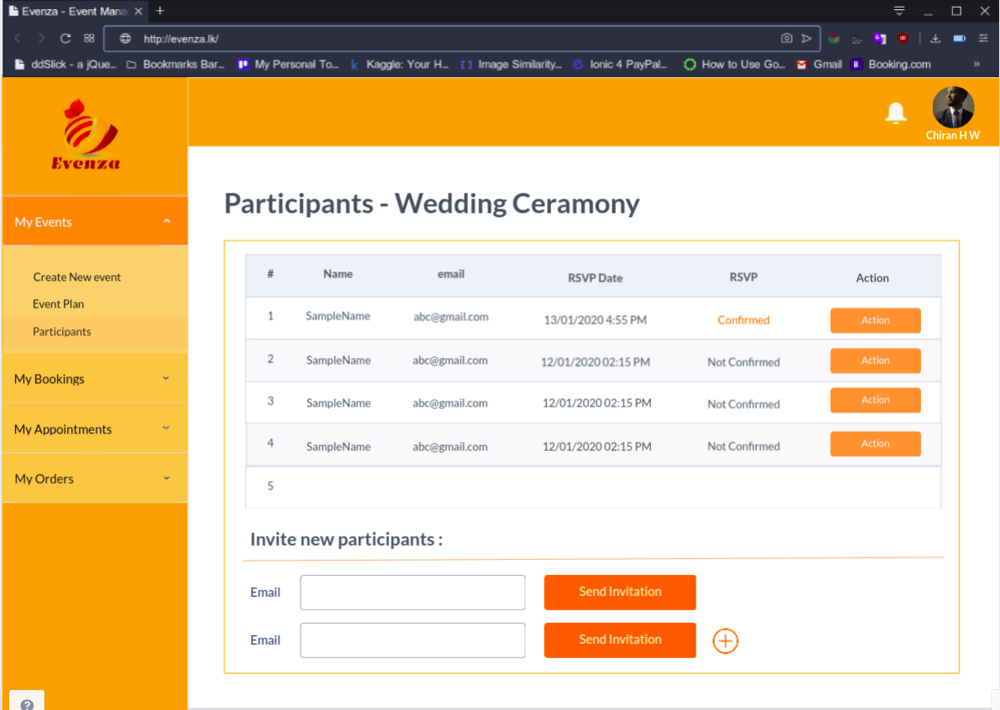 Evenza - Event Mana
http://evenza.lk/
ddSlick - a jQue... Bookmarks Bar... My Personal To... Kaggle: Your H... Image Similarity... Ionic 4 PayPal... How to Use Go... Gmail B. Booking.com »
Evenza
Chiran H W
My Events
Create New event
Event Plan
Participants
My Bookings
My Appointments
My Orders
Participants - Wedding Ceramony
# Name email RSVP Date RSVP Action
1 SampleName abc@gmail.com 13/01/2020 4:55 PM Confirmed Action
2 SampleName abc@gmail.com 12/01/2020 02:15 PM Not Confirmed Action
3 SampleName abc@gmail.com 12/01/2020 02:15 PM Not Confirmed Action
4 SampleName abc@gmail.com 12/01/2020 02:15 PM Not Confirmed Action
5
Invite new participants :
Email Send Invitation
Email Send Invitation
?